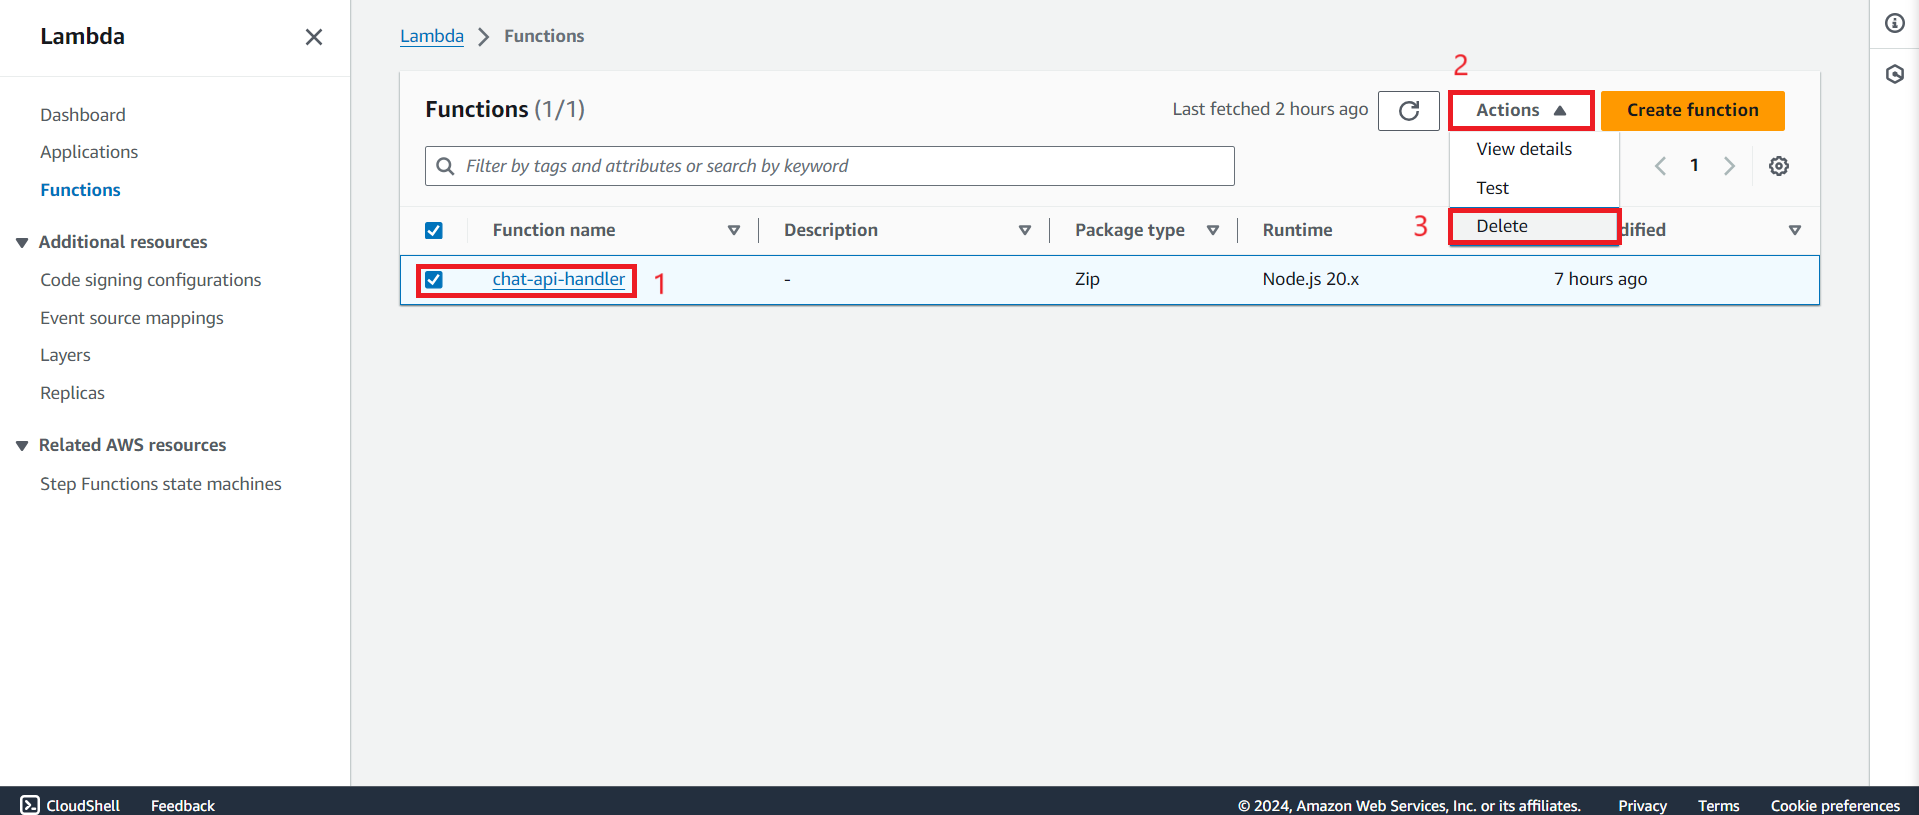 Lambda
Dashboard
Applications
Functions
Additional resources
Code signing configurations
Event source mappings
Layers
Replicas
Related AWS resources
Step Functions state machines
Lambda Functions
2
Functions (1/1) Last fetched 2 hours ago Actions Create function
Filter by tags and attributes or search by keyword View details 1
Test
Function name Description Package type Runtime 3 Delete dified
chat-api-handler 1 - Zip Node.js 20.x 7 hours ago
CloudShell Feedback © 2024, Amazon Web Services, Inc. or its affiliates. Privacy Terms Cookie preferences